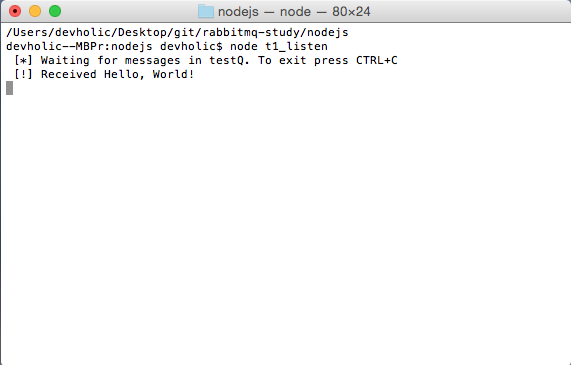 nodejs — node — 80×24
/Users/devholic/Desktop/git/rabbitmq-study/nodejs
devholic--MBPr:nodejs devholic$ node t1_listen
 [*] Waiting for messages in testQ. To exit press CTRL+C
 [!] Received Hello, World!